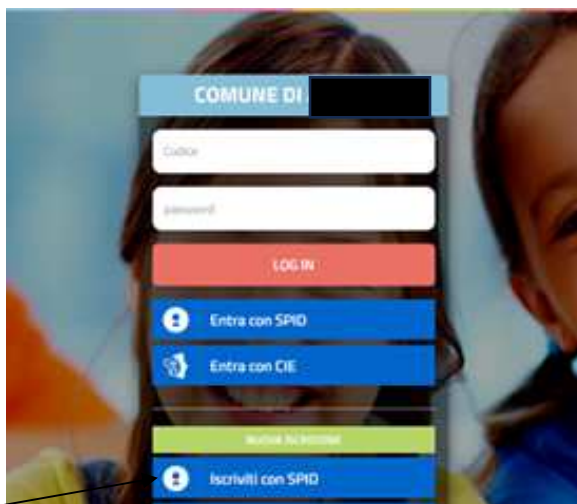 COMUNE DI
Codice
password
LOG IN
Entra con SPID
Entra con CIE
NUOVA ISCRIZIONE
Iscriviti con SPID